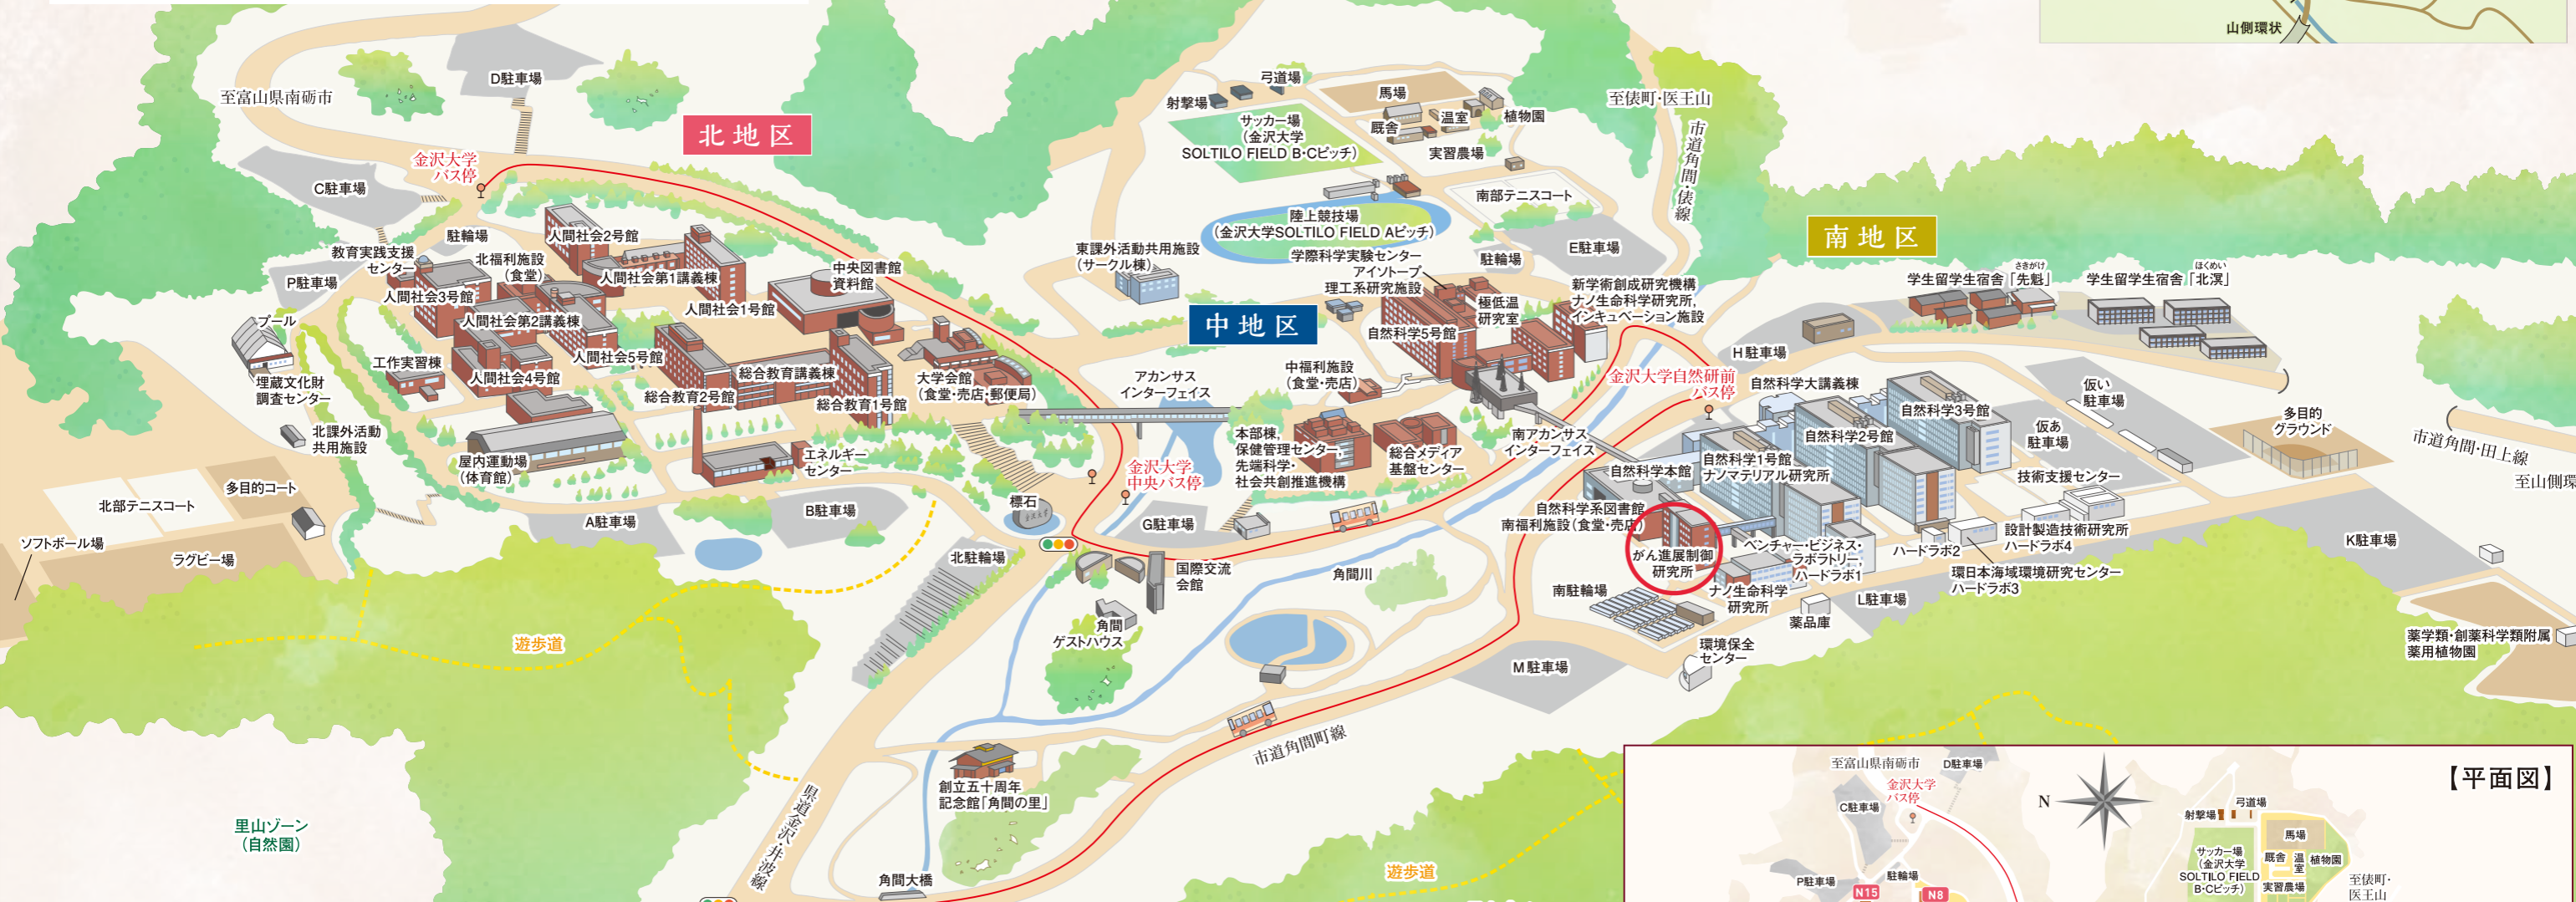 山側環状
至富山県南砺市
D駐車場
北地区
金沢大学
バス停
C駐車場
駐輪場
教育実践支援
センター
P駐車場
北福利施設
(食堂)
人間社会2号館
人間社会第1講義棟
人間社会3号館
人間社会1号館
中央図書館
資料館
人間社会第2講義棟
人間社会5号館
プール
工作実習棟
人間社会4号館
埋蔵文化財
調査センター
総合教育講義棟
総合教育2号館
総合教育1号館
大学会館
(食堂・売店・郵便局)
北課外活動
共用施設
屋内運動場
(体育館)
エネルギー
センター
多目的コート
北部テニスコート
ソフトボール場
ラグビー場
A駐車場
B駐車場
標石
金沢大学
北駐輪場
遊歩道
里山ゾーン
(自然園)
射撃場
弓道場
馬場
サッカー場
(金沢大学
SOLTILO FIELD B・Cピッチ)
厩舎
温室
植物園
実習農場
至俵町・医王山
市道角間・俵線
南部テニスコート
陸上競技場
(金沢大学SOLTILO FIELD Aピッチ)
東課外活動共用施設
(サークル棟)
駐輪場
E駐車場
学際科学実験センター
アイソトープ
理工系研究施設
極低温
研究室
新学術創成研究機構
ナノ生命科学研究所,
インキュベーション施設
中地区
自然科学5号館
中福利施設
(食堂・売店)
アカンサス
インターフェイス
本部棟,
保健管理センター,
先端科学・
社会共創推進機構
総合メディア
基盤センター
南アカンサス
インターフェイス
金沢大学
中央バス停
G駐車場
国際交流
会館
角間
ゲストハウス
角間川
創立五十周年
記念館「角間の里」
角間大橋
県道金沢・井波線
市道角間町線
遊歩道
南地区
学生留学生宿舎「先魁」
さきがけ
学生留学生宿舎「北溟」
ほくめい
H駐車場
金沢大学自然研前
バス停
自然科学大講義棟
自然科学3号館
自然科学2号館
自然科学1号館
ナノマテリアル研究所
自然科学本館
仮い
駐車場
仮あ
駐車場
多目的
グラウンド
市道角間・田上線
至山側環
技術支援センター
自然科学系図書館
南福利施設(食堂・売店)
がん進展制御
研究所
ベンチャー・ビジネス・
ラボラトリー,
ハードラボ1
ハードラボ2
設計製造技術研究所
ハードラボ4
環日本海域環境研究センター
ハードラボ3
K駐車場
南駐輪場
ナノ生命科学
研究所
薬品庫
L駐車場
環境保全
センター
M駐車場
薬学類・創薬科学類附属
薬用植物園
【平面図】
N
至富山県南砺市
D駐車場
金沢大学
バス停
C駐車場
P駐車場
駐輪場
N15
N8
射撃場
弓道場
馬場
サッカー場
(金沢大学
SOLTILO FIELD
B・Cピッチ)
厩舎
温室
植物園
実習農場
至俵町・
医王山